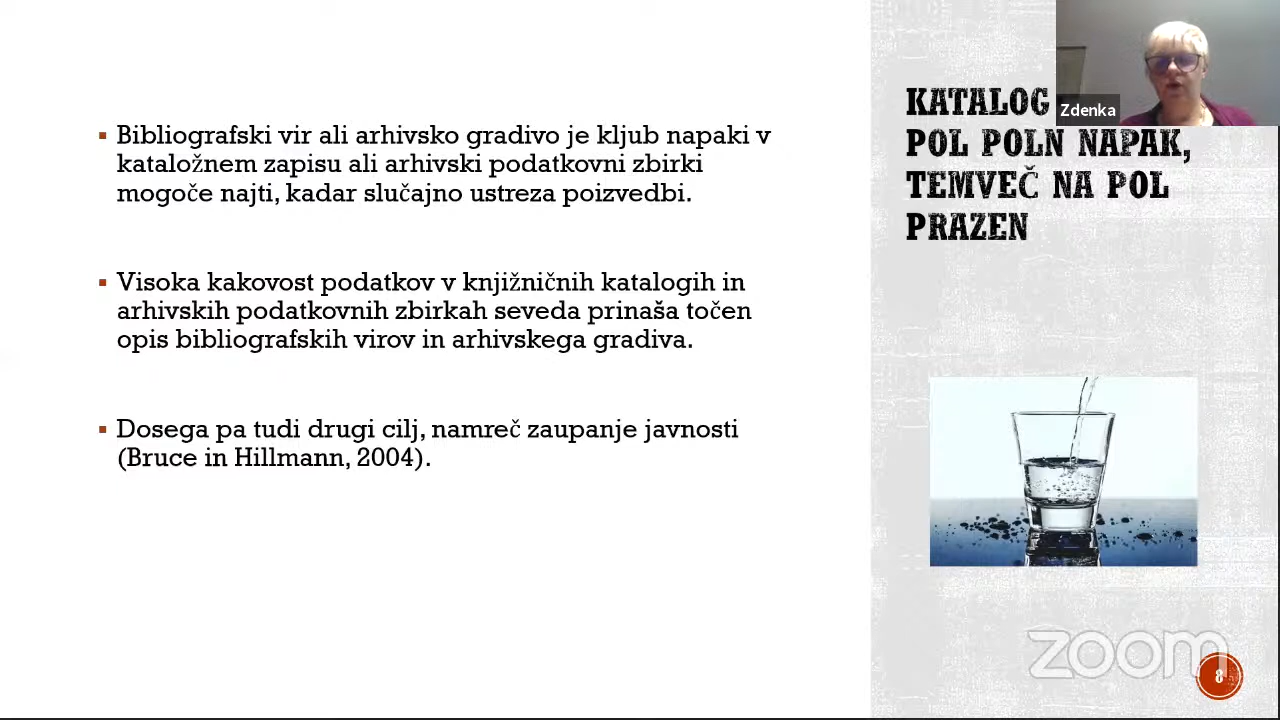 ▪ Bibliografski vir ali arhivsko gradivo je kljub napaki v
kataložnem zapisu ali arhivski podatkovni zbirki
mogoče najti, kadar slučajno ustreza poizvedbi.
▪ Visoka kakovost podatkov v knjižničnih katalogih in
arhivskih podatkovnih zbirkah seveda prinaša točen
opis bibliografskih virov in arhivskega gradiva.
▪ Dosega pa tudi drugi cilj, namreč zaupanje javnosti
(Bruce in Hillmann, 2004).
KATALOG
POL POLN NAPAK,
TEMVEČ NA POL
PRAZEN
Zdenka
zoom
8